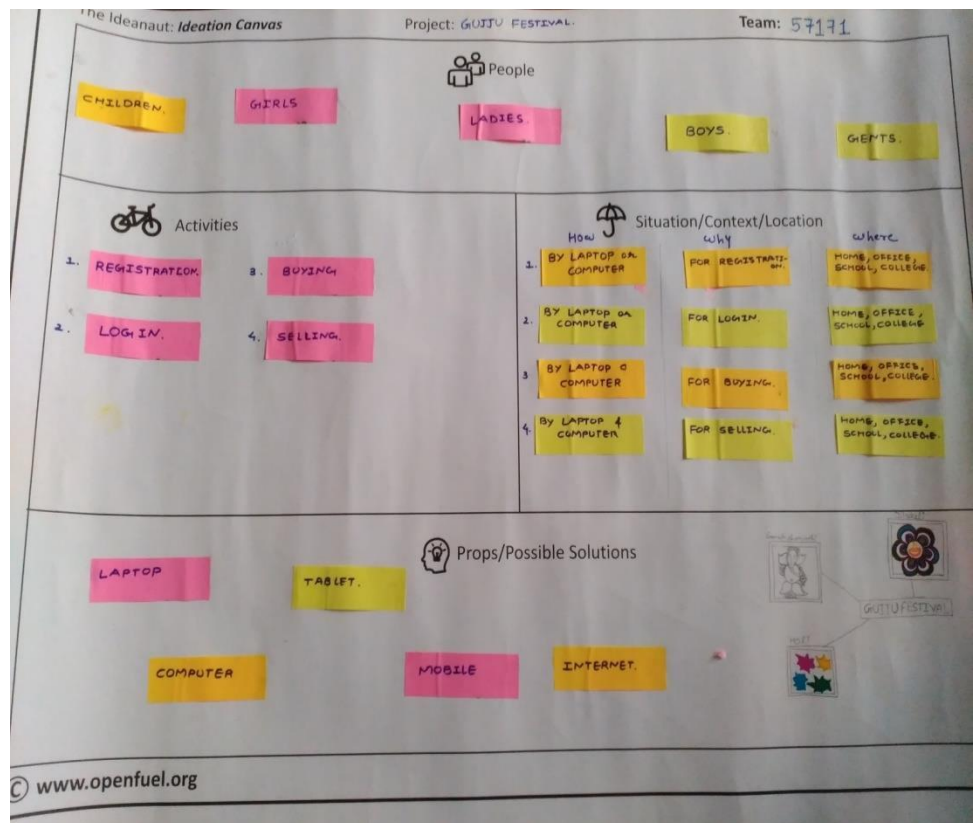 The Ideanaut: Ideation Canvas
Project: GUJJU FESTIVAL.
Team: 57171
People
CHILDREN.
GIRLS
LADIES.
BOYS.
GENTS.
Activities
1. REGISTRATION.
2. LOGIN.
3. BUYING
4. SELLING.
Situation/Context/Location
How
Why
Where
1. BY LAPTOP OR
COMPUTER
FOR REGISTRATI-
ON.
HOME, OFFICE,
SCHOOL, COLLEGE.
2. BY LAPTOP OR
COMPUTER
FOR LOGIN.
HOME, OFFICE,
SCHOOL, COLLEGE
3 BY LAPTOP O
COMPUTER
FOR BUYING.
HOME, OFFICE,
SCHOOL, COLLEGE.
4. BY LAPTOP &
COMPUTER
FOR SELLING.
HOME, OFFICE,
SCHOOL, COLLEGE.
Props/Possible Solutions
LAPTOP
TABLET.
COMPUTER
MOBILE
INTERNET.
GUJJU FESTIVAL
© www.openfuel.org